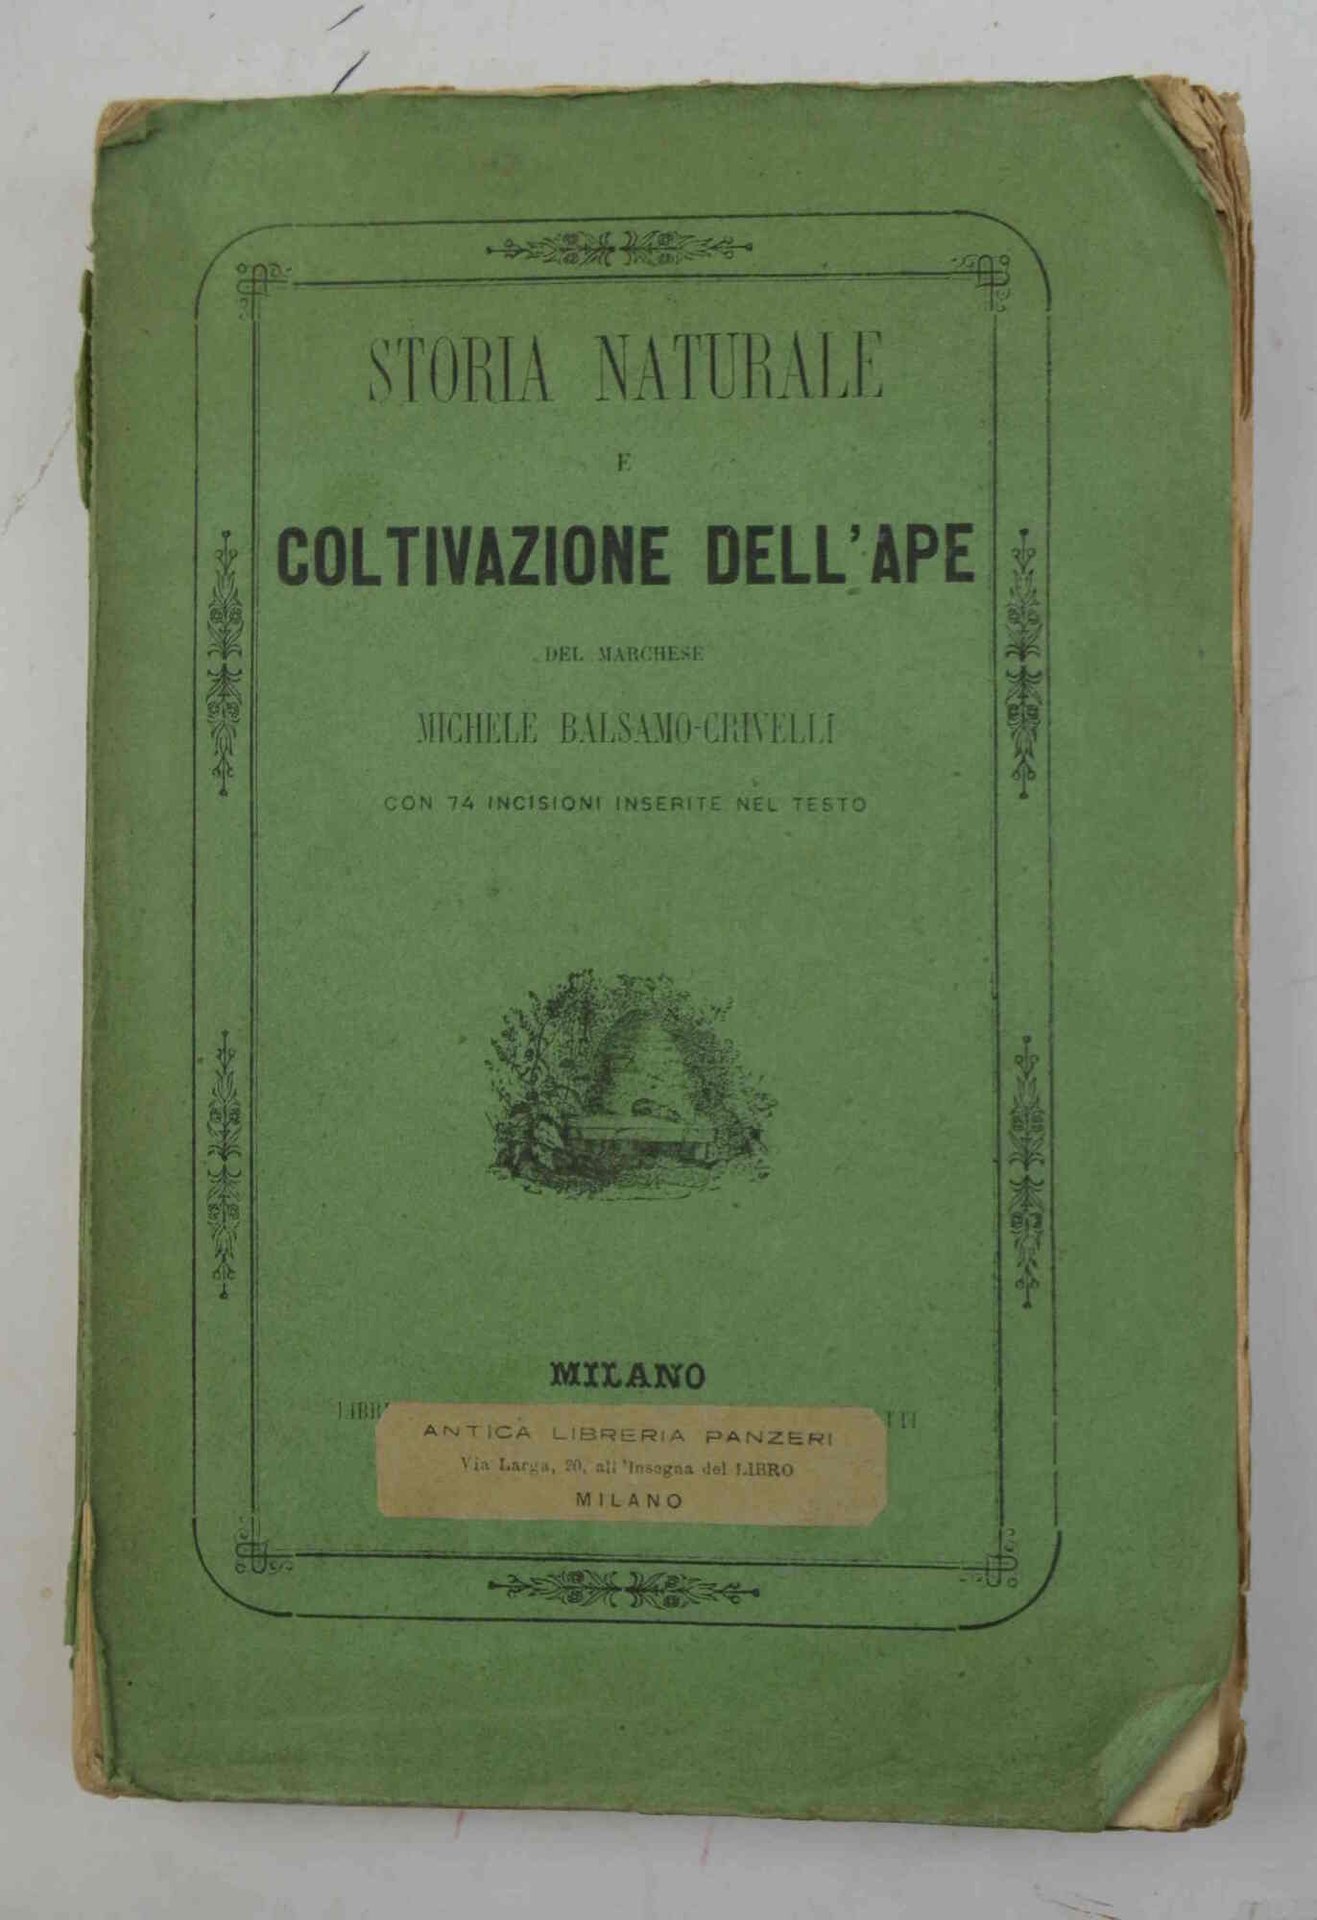 STORIA NATURALE
E
COLTIVAZIONE DELL'APE
DEL MARCHESE
MICHELE BALSAMO-CRIVELLI
CON 74 INCISIONI INSERITE NEL TESTO
MILANO
ANTICA LIBRERIA PANZERI
Via Larga, 20, all'Insegna del LIBRO
MILANO